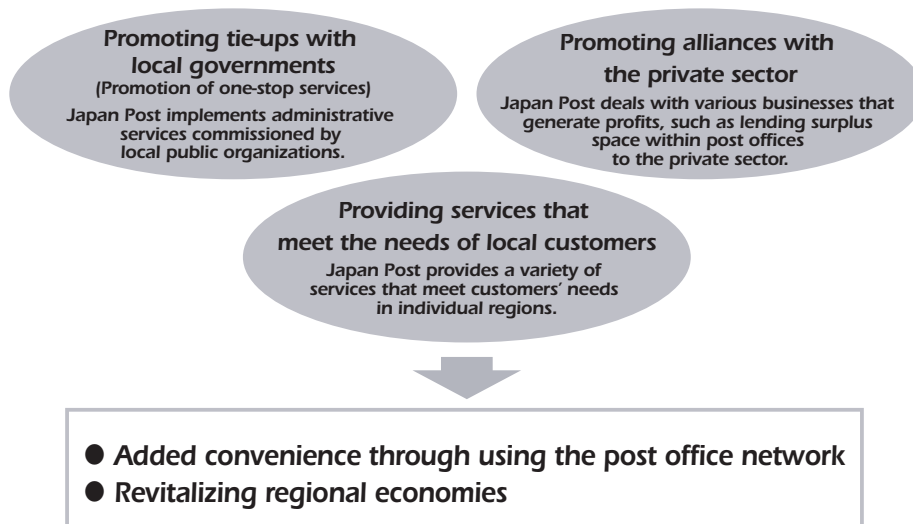 Promoting tie-ups with
local governments
(Promotion of one-stop services)
Japan Post implements administrative
services commissioned by
local public organizations.
Promoting alliances with
the private sector
Japan Post deals with various businesses that
generate profits, such as lending surplus
space within post offices
to the private sector.
Providing services that
meet the needs of local customers
Japan Post provides a variety of
services that meet customers’ needs
in individual regions.
● Added convenience through using the post office network
● Revitalizing regional economies